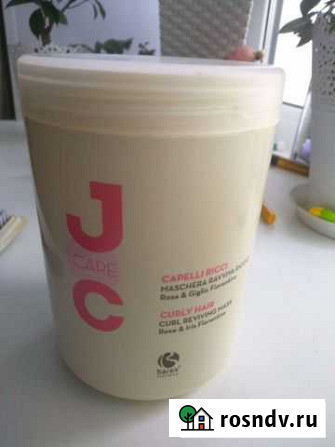 J
CARE
C
CAPELLI RICCI
MASCHERA RAVVIVA RICCI
Rosa & Giglio Fiorentino
CURLY HAIR
CURL REVIVING MASK
Rose & Iris Florentine
Barex
rosndv.ru